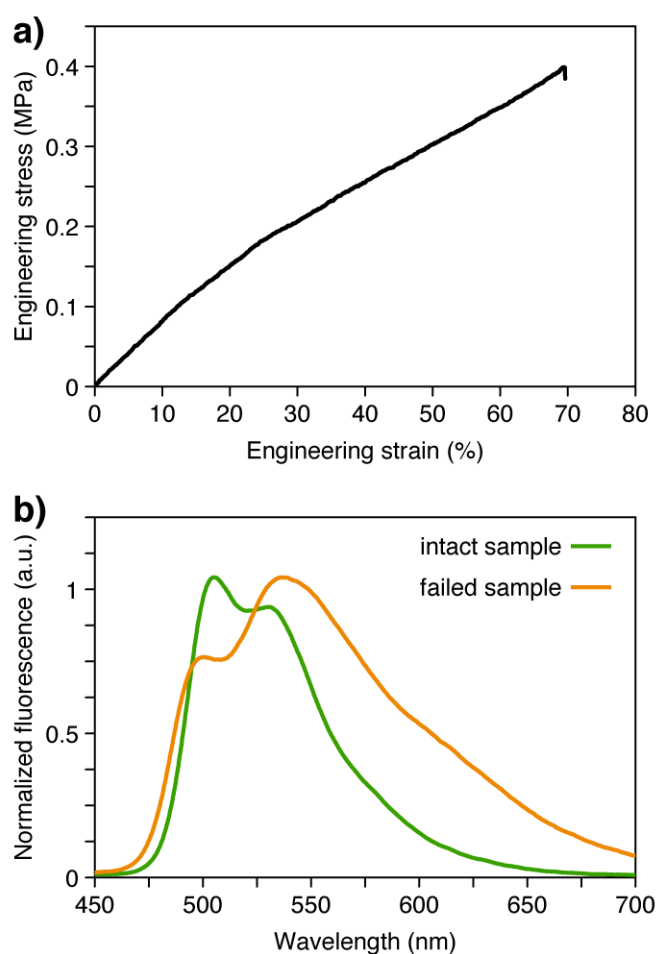 a)
Engineering stress (MPa)
0.4
0.3
0.2
0.1
0
0 10 20 30 40 50 60 70 80
Engineering strain (%)
b)
Normalized fluorescence (a.u.)
intact sample
failed sample
1
0.5
0
450 500 550 600 650 700
Wavelength (nm)